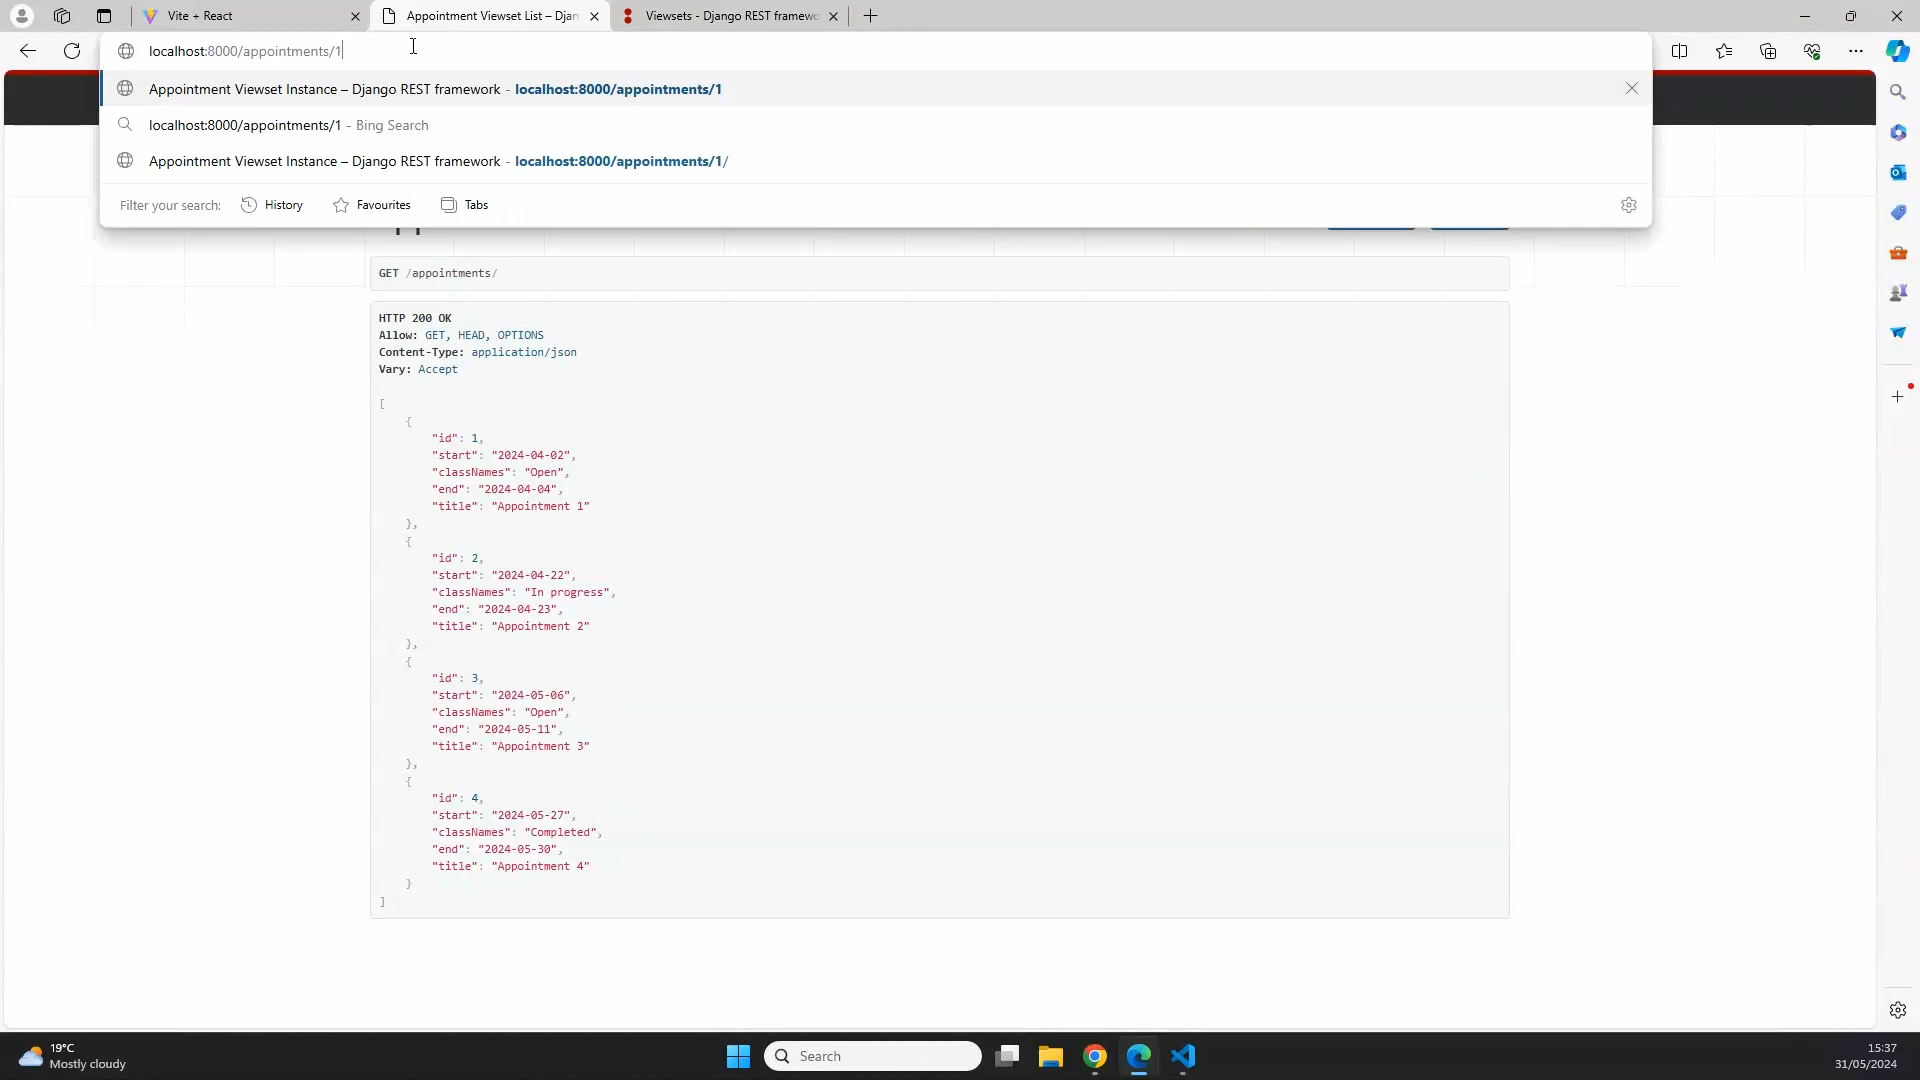 Vite + React
Appointment Viewset List – Djan
Viewsets - Django REST framewo
localhost:8000/appointments/1
Appointment Viewset Instance – Django REST framework - localhost:8000/appointments/1
localhost:8000/appointments/1 - Bing Search
Appointment Viewset Instance – Django REST framework - localhost:8000/appointments/1/
Filter your search:
History
Favourites
Tabs
GET /appointments/
HTTP 200 OK
Allow: GET, HEAD, OPTIONS
Content-Type: application/json
Vary: Accept
[
{
"id": 1,
"start": "2024-04-02",
"classNames": "Open",
"end": "2024-04-04",
"title": "Appointment 1"
},
{
"id": 2,
"start": "2024-04-22",
"classNames": "In progress",
"end": "2024-04-23",
"title": "Appointment 2"
},
{
"id": 3,
"start": "2024-05-06",
"classNames": "Open",
"end": "2024-05-11",
"title": "Appointment 3"
},
{
"id": 4,
"start": "2024-05-27",
"classNames": "Completed",
"end": "2024-05-30",
"title": "Appointment 4"
}
]
19°C
Mostly cloudy
Search
15:37
31/05/2024